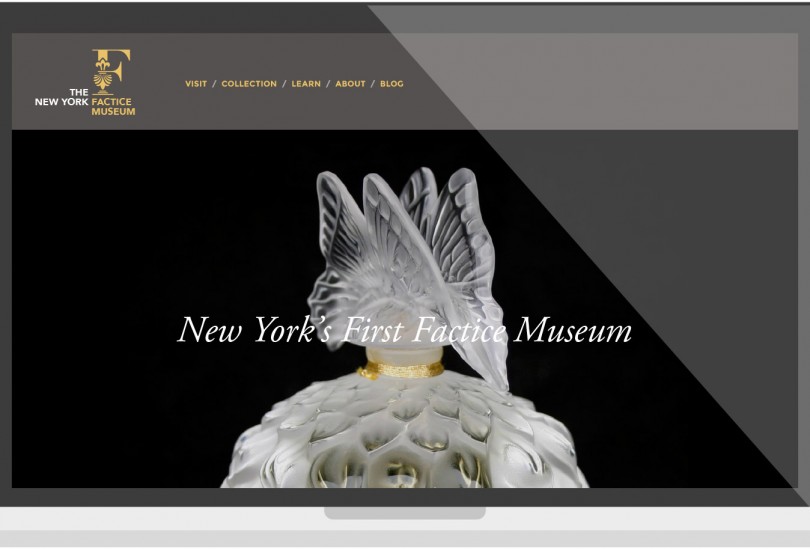 THE
NEW YORK FACTICE
MUSEUM
VISIT / COLLECTION / LEARN / ABOUT / BLOG
New York's First Factice Museum